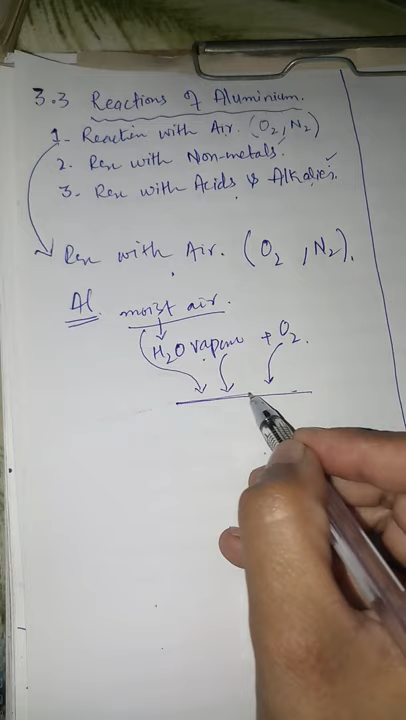 3.3 Reactions of Aluminium.
1- Reaction with Air. (O2, N2)
2. Rxn with Non-metals.
3- Rxn with Acids & Alkalies.
Rxn with Air. (O2, N2).
Al moist air.
H2O vapour + O2.